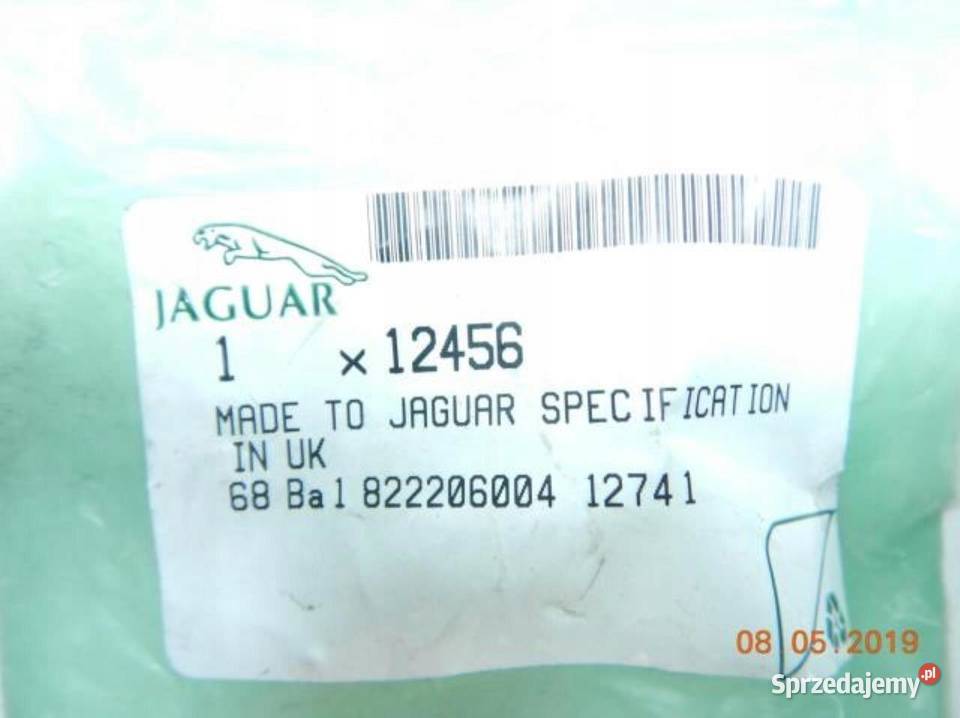 JAGUAR
1 x 12456
MADE TO JAGUAR SPECIFICATION
IN UK
68 Ba1 822206004 12741
08 05 2019
Sprzedajemy.pl